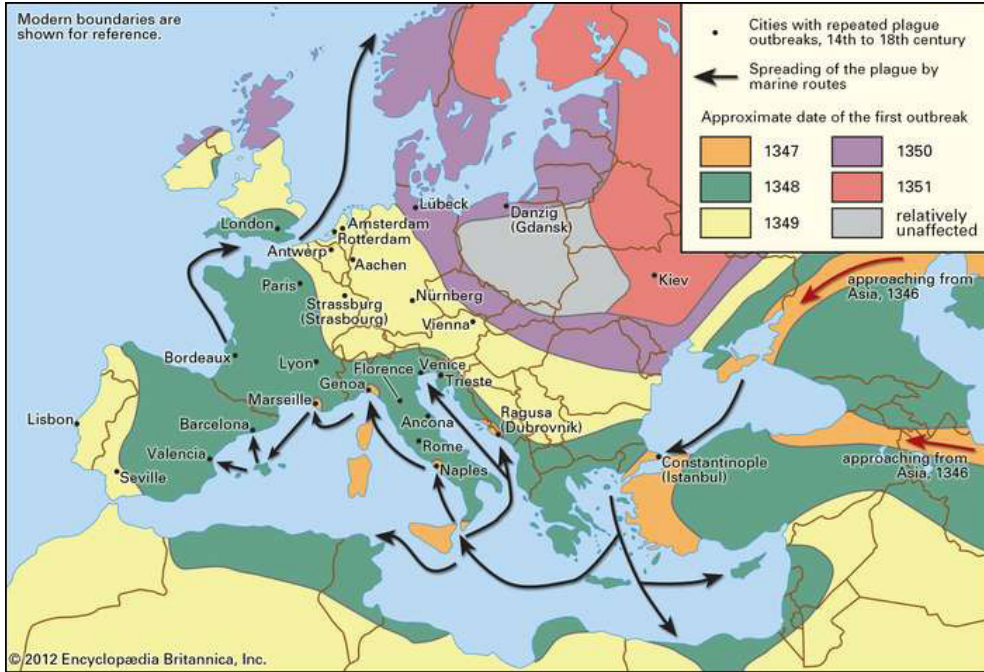 Modern boundaries are
shown for reference.
Cities with repeated plague
outbreaks, 14th to 18th century
Spreading of the plague by
marine routes
Approximate date of the first outbreak
1347
1350
1348
1351
1349
relatively
unaffected
Lübeck
Danzig
(Gdansk)
London
Amsterdam
Rotterdam
Antwerp
Aachen
Kiev
approaching from
Asia, 1346
Paris
Nürnberg
Strassburg
(Strasbourg)
Vienna
Bordeaux
Lyon
Florence
Venice
Trieste
Genoa
Marseille
Ragusa
(Dubrovnik)
Lisbon
Barcelona
Ancona
Rome
Valencia
Seville
Naples
Constantinople
(Istanbul)
approaching from
Asia, 1346
© 2012 Encyclopædia Britannica, Inc.